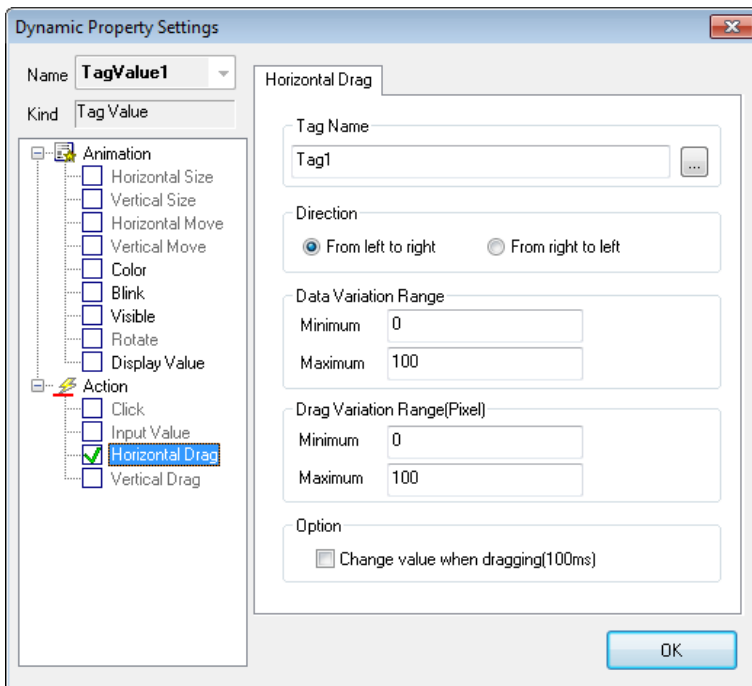 Dynamic Property Settings
Name TagValue1
Kind Tag Value
Animation
Horizontal Size
Vertical Size
Horizontal Move
Vertical Move
Color
Blink
Visible
Rotate
Display Value
Action
Click
Input Value
Horizontal Drag
Vertical Drag
Horizontal Drag
Tag Name
Tag1 ...
Direction
From left to right From right to left
Data Variation Range
Minimum 0
Maximum 100
Drag Variation Range(Pixel)
Minimum 0
Maximum 100
Option
Change value when dragging(100ms)
OK